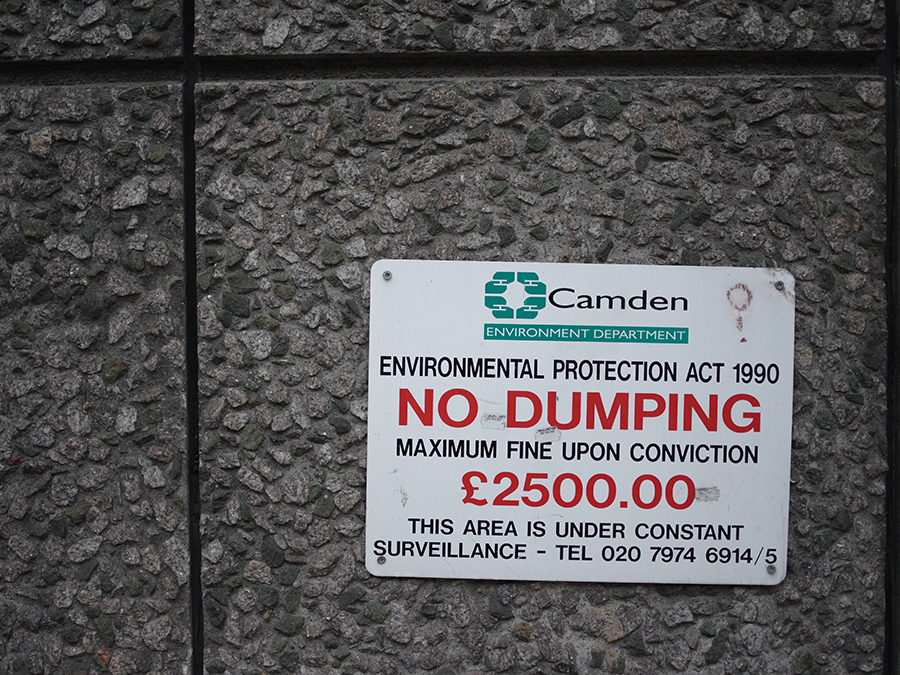 Camden
ENVIRONMENT DEPARTMENT
ENVIRONMENTAL PROTECTION ACT 1990
NO DUMPING
MAXIMUM FINE UPON CONVICTION
£2500.00
THIS AREA IS UNDER CONSTANT
SURVEILLANCE - TEL 020 7974 6914/5